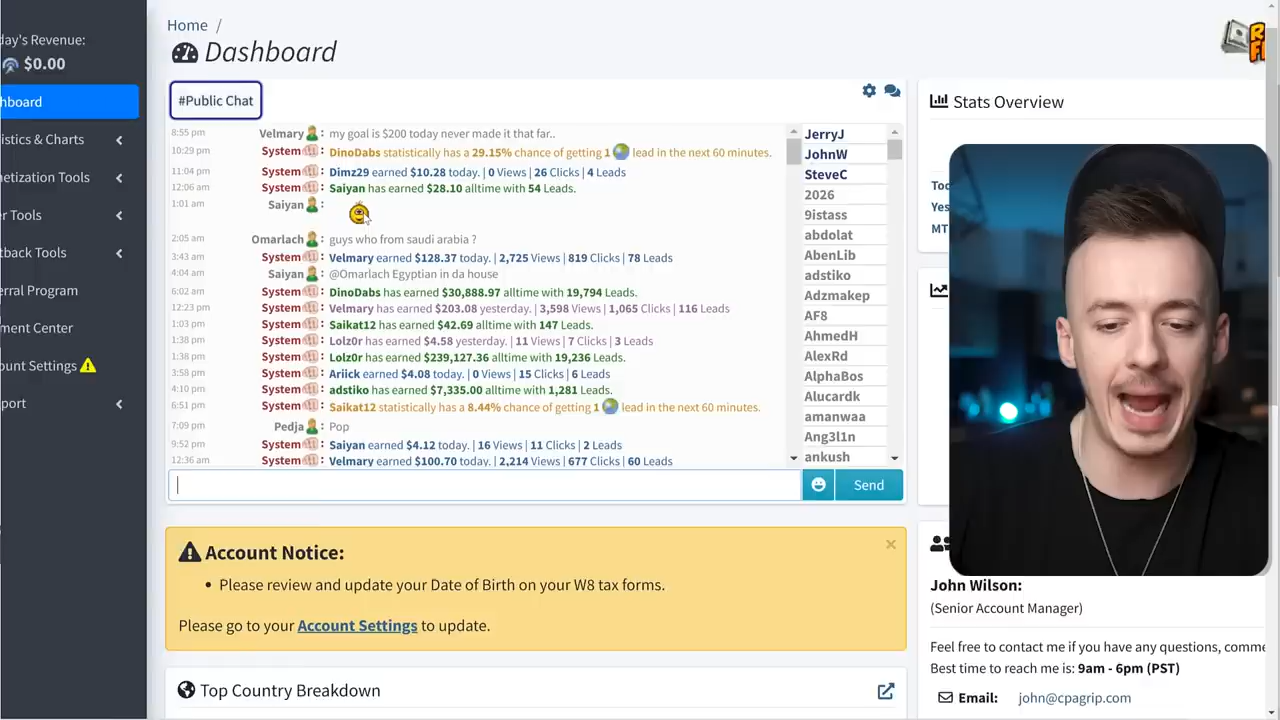 day's Revenue:
$0.00
hboard
istics & Charts
netization Tools
er Tools
tback Tools
erral Program
ment Center
ount Settings
port
Home /
Dashboard
#Public Chat
8:55 pm Velmary : my goal is $200 today never made it that far..
10:29 pm System : DinoDabs statistically has a 29.15% chance of getting 1 lead in the next 60 minutes.
11:04 pm System : Dimz29 earned $10.28 today. | 0 Views | 26 Clicks | 4 Leads
12:06 am System : Saiyan has earned $28.10 alltime with 54 Leads.
1:01 am Saiyan :
2:05 am Omarlach : guys who from saudi arabia ?
3:43 am System : Velmary earned $128.37 today. | 2,725 Views | 819 Clicks | 78 Leads
4:04 am Saiyan : @Omarlach Egyptian in da house
6:02 am System : DinoDabs has earned $30,888.97 alltime with 19,794 Leads.
12:23 pm System : Velmary has earned $203.08 yesterday. | 3,598 Views | 1,065 Clicks | 116 Leads
1:03 pm System : Saikat12 has earned $42.69 alltime with 147 Leads.
1:38 pm System : Lolz0r has earned $4.58 yesterday. | 11 Views | 7 Clicks | 3 Leads
1:38 pm System : Lolz0r has earned $239,127.36 alltime with 19,236 Leads.
3:58 pm System : Ariick earned $4.08 today. | 0 Views | 15 Clicks | 6 Leads
4:10 pm System : adstiko has earned $7,335.00 alltime with 1,281 Leads.
6:51 pm System : Saikat12 statistically has a 8.44% chance of getting 1 lead in the next 60 minutes.
7:09 pm Pedja : Pop
9:52 pm System : Saiyan earned $4.12 today. | 16 Views | 11 Clicks | 2 Leads
12:36 am System : Velmary earned $100.70 today. | 2,214 Views | 677 Clicks | 60 Leads
JerryJ
JohnW
SteveC
2026
9istass
abdolat
AbenLib
adstiko
Adzmakep
AF8
AhmedH
AlexRd
AlphaBos
Alucardk
amanwaa
Ang3l1n
ankush
Send
Account Notice:
• Please review and update your Date of Birth on your W8 tax forms.
Please go to your Account Settings to update.
Top Country Breakdown
Stats Overview
Yes
MT
John Wilson:
(Senior Account Manager)
Feel free to contact me if you have any questions, comme
Best time to reach me is: 9am - 6pm (PST)
Email: john@cpagrip.com